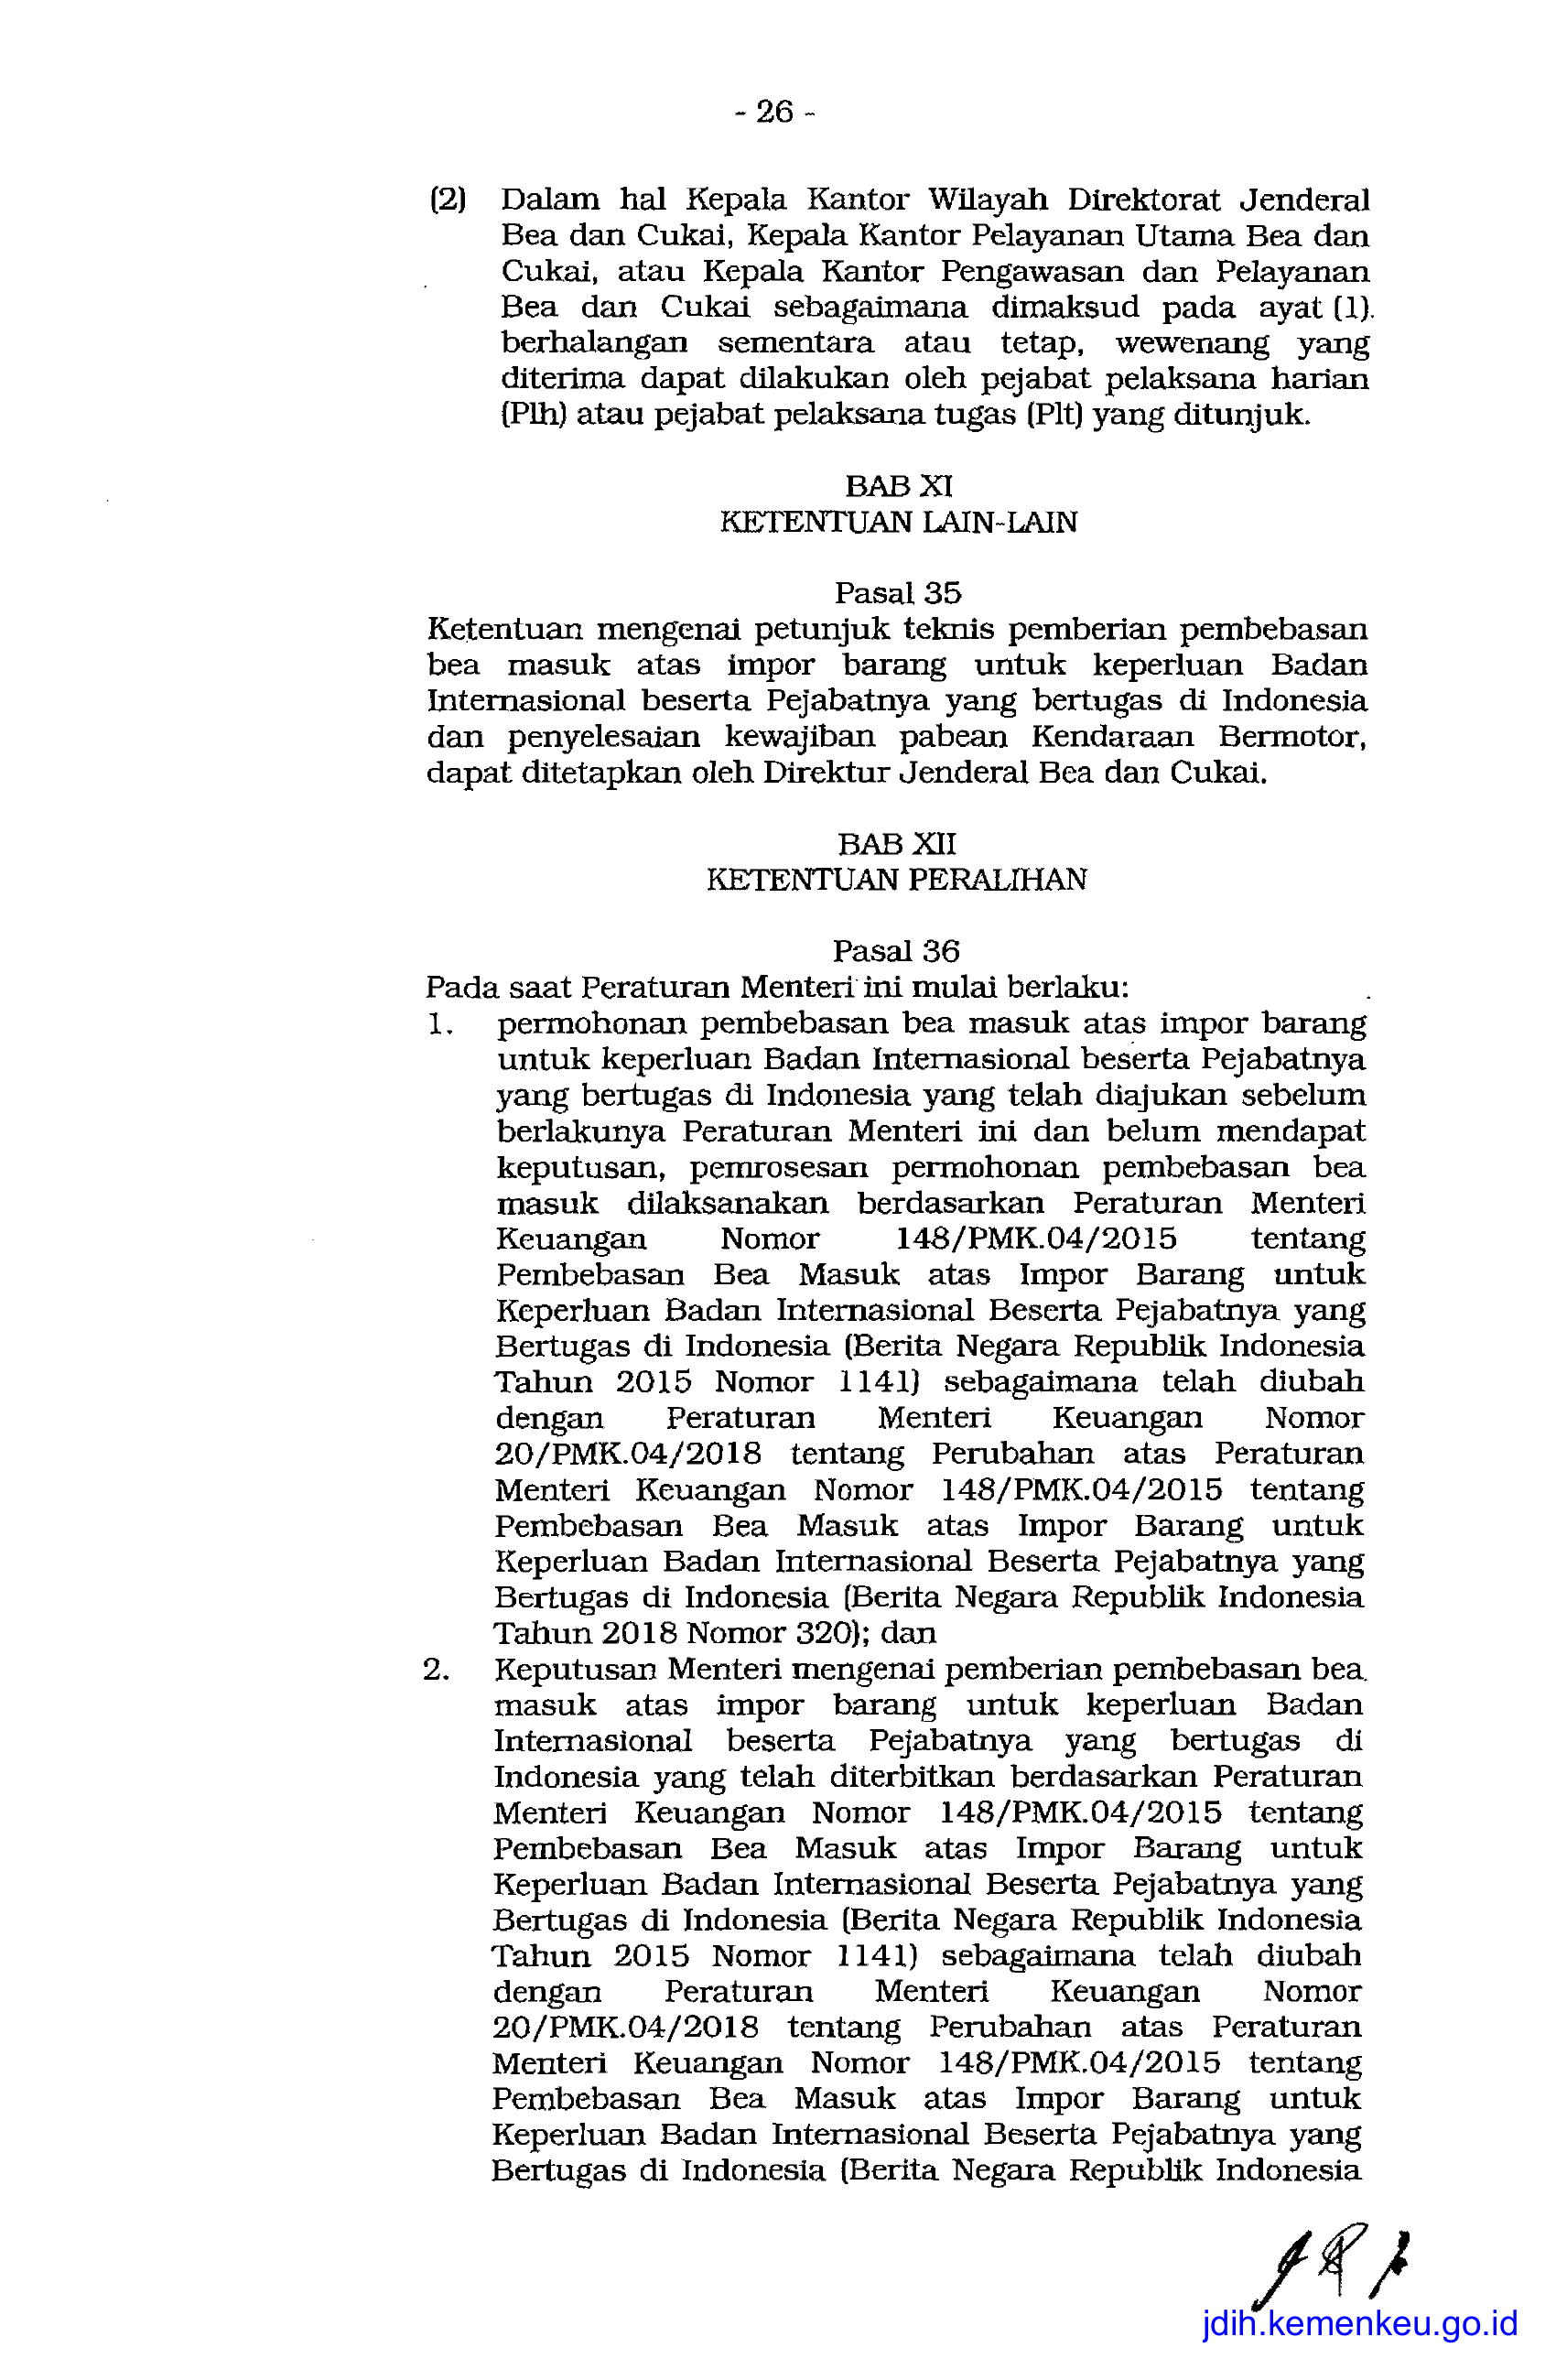 - 26 -
(2) Dalam hal Kepala Kantor Wilayah Direktorat Jenderal
Bea dan Cukai, Kepala Kantor Pelayanan Utama Bea dan
Cukai, atau Kepala Kantor Pengawasan dan Pelayanan
Bea dan Cukai sebagaimana dimaksud pada ayat (1)
berhalangan sementara atau tetap, wewenang yang
diterima dapat dilakukan oleh pejabat pelaksana harian
(Plh) atau pejabat pelaksana tugas (Plt) yang ditunjuk.
BAB XI
KETENTUAN LAIN-LAIN
Pasal 35
Ketentuan mengenai petunjuk teknis pemberian pembebasan
bea masuk atas impor barang untuk keperluan Badan
Internasional beserta Pejabatnya yang bertugas di Indonesia
dan penyelesaian kewajiban pabean Kendaraan Bermotor,
dapat ditetapkan oleh Direktur Jenderal Bea dan Cukai.
BAB XII
KETENTUAN PERALIHAN
Pasal 36
Pada saat Peraturan Menteri ini mulai berlaku:
1. permohonan pembebasan bea masuk atas impor barang
untuk keperluan Badan Internasional beserta Pejabatnya
yang bertugas di Indonesia yang telah diajukan sebelum
berlakunya Peraturan Menteri ini dan belum mendapat
keputusan, pemrosesan permohonan pembebasan bea
masuk dilaksanakan berdasarkan Peraturan Menteri
Keuangan Nomor 148/PMK.04/2015 tentang
Pembebasan Bea Masuk atas Impor Barang untuk
Keperluan Badan Internasional Beserta Pejabatnya yang
Bertugas di Indonesia (Berita Negara Republik Indonesia
Tahun 2015 Nomor 1141) sebagaimana telah diubah
dengan Peraturan Menteri Keuangan Nomor
20/PMK.04/2018 tentang Perubahan atas Peraturan
Menteri Keuangan Nomor 148/PMK.04/2015 tentang
Pembebasan Bea Masuk atas Impor Barang untuk
Keperluan Badan Internasional Beserta Pejabatnya yang
Bertugas di Indonesia (Berita Negara Republik Indonesia
Tahun 2018 Nomor 320); dan
2. Keputusan Menteri mengenai pemberian pembebasan bea
masuk atas impor barang untuk keperluan Badan
Internasional beserta Pejabatnya yang bertugas di
Indonesia yang telah diterbitkan berdasarkan Peraturan
Menteri Keuangan Nomor 148/PMK.04/2015 tentang
Pembebasan Bea Masuk atas Impor Barang untuk
Keperluan Badan Internasional Beserta Pejabatnya yang
Bertugas di Indonesia (Berita Negara Republik Indonesia
Tahun 2015 Nomor 1141) sebagaimana telah diubah
dengan Peraturan Menteri Keuangan Nomor
20/PMK.04/2018 tentang Perubahan atas Peraturan
Menteri Keuangan Nomor 148/PMK.04/2015 tentang
Pembebasan Bea Masuk atas Impor Barang untuk
Keperluan Badan Internasional Beserta Pejabatnya yang
Bertugas di Indonesia (Berita Negara Republik Indonesia
jdih.kemenkeu.go.id